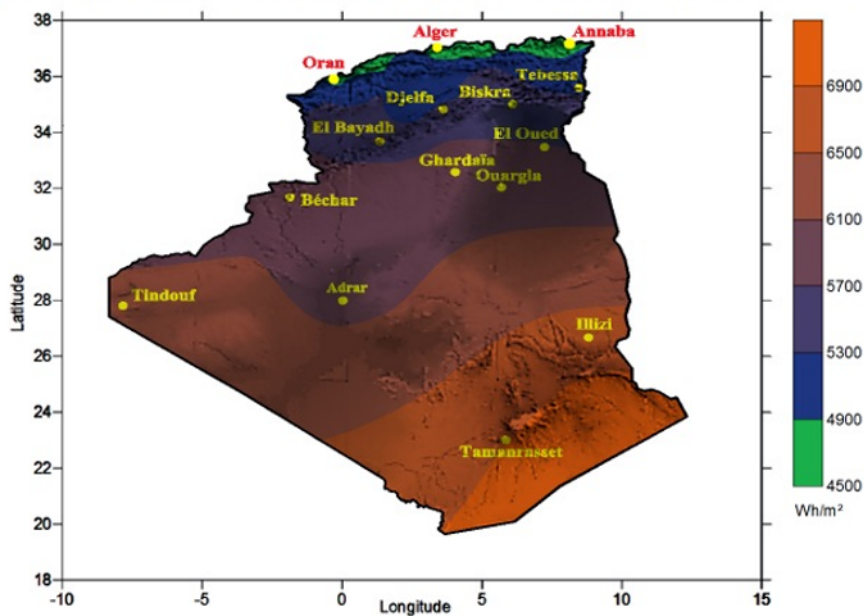 38
36
34
32
30
28
26
24
22
20
18
Latitude
-10
-5
0
5
10
15
Longitude
Alger
Annaba
Oran
Tebessa
Djelfa
Biskra
El Bayadh
El Oued
Ghardaïa
Ouargla
Béchar
Adrar
Tindouf
Illizi
Tamanrasset
6900
6500
6100
5700
5300
4900
4500
Wh/m²